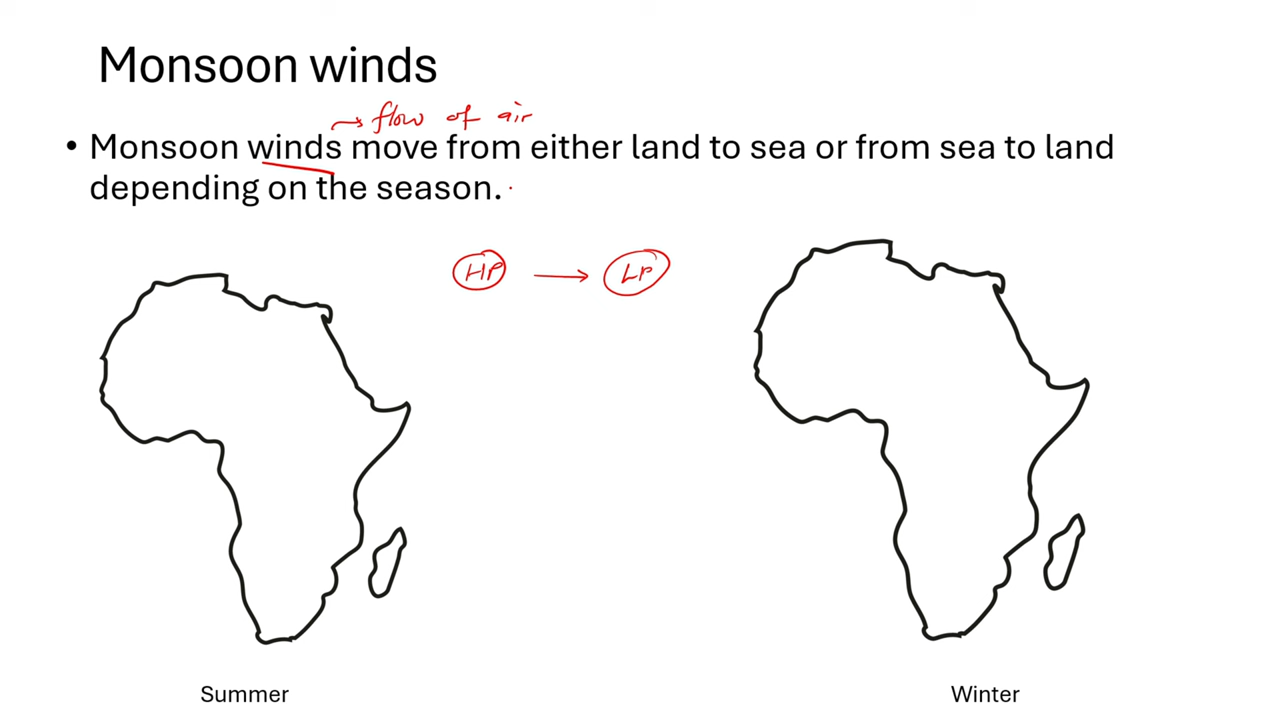 Monsoon winds
→ flow of air
• Monsoon winds move from either land to sea or from sea to land
depending on the season.
HP → LP
Summer
Winter